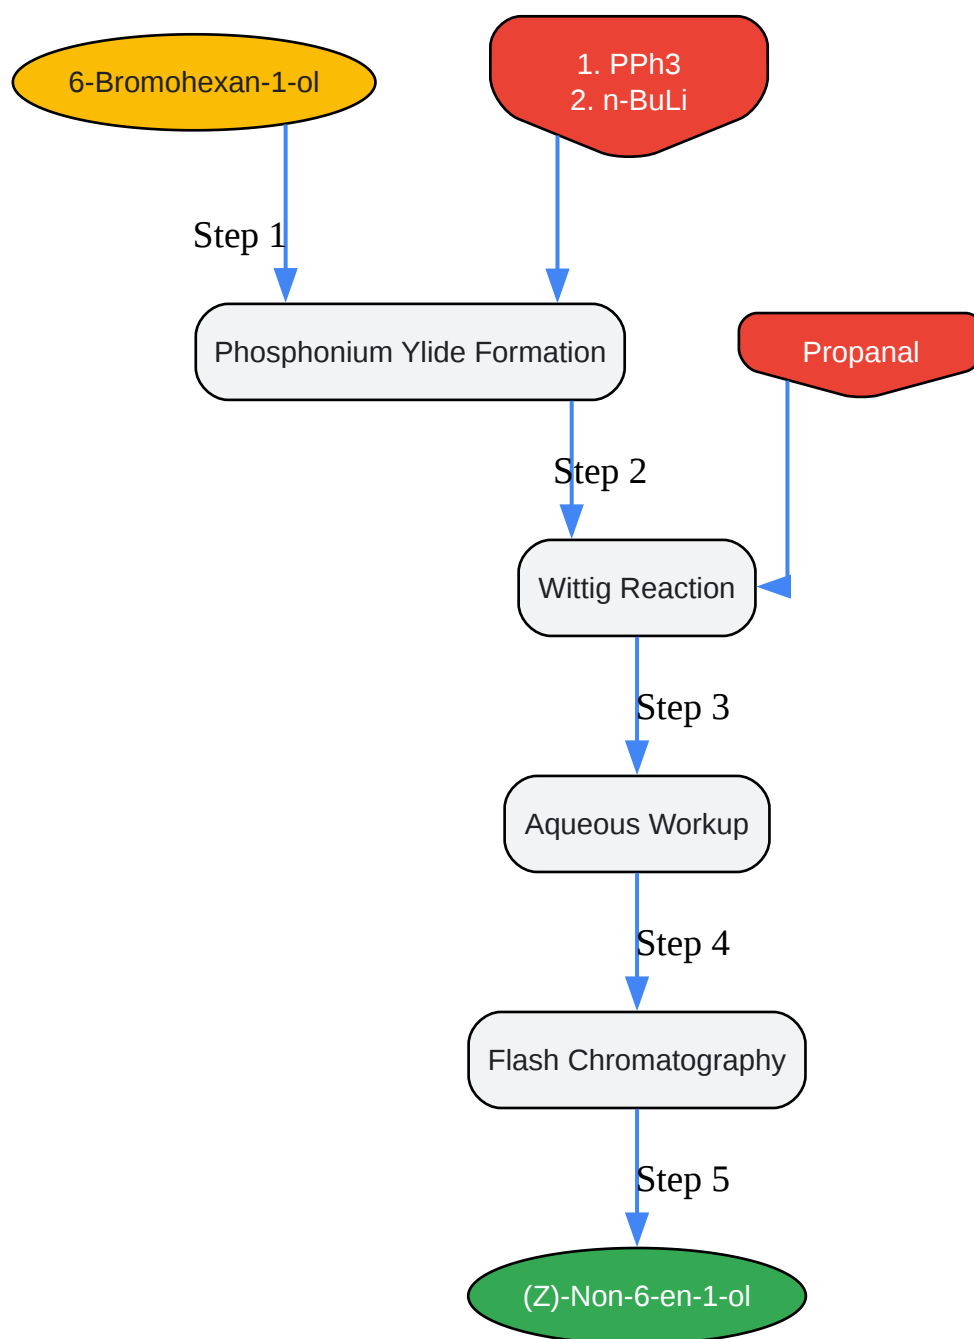 6-Bromohexan-1-ol
1. PPh3
2. n-BuLi
Step 1
Phosphonium Ylide Formation
Propanal
Step 2
Wittig Reaction
Step 3
Aqueous Workup
Step 4
Flash Chromatography
Step 5
(Z)-Non-6-en-1-ol